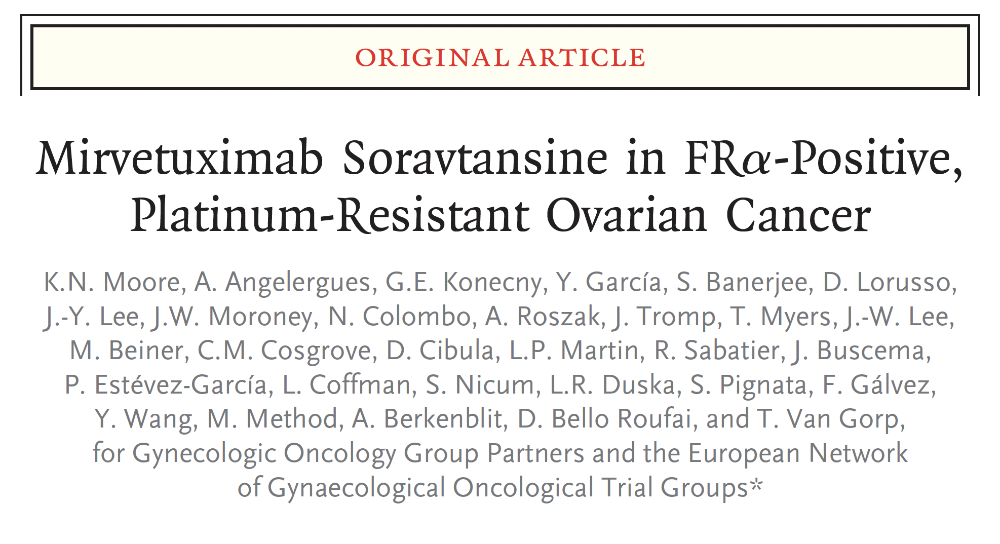 ORIGINAL ARTICLE
Mirvetuximab Soravtansine in FRα-Positive,
Platinum-Resistant Ovarian Cancer
K.N. Moore, A. Angelergues, G.E. Konecny, Y. García, S. Banerjee, D. Lorusso,
J.-Y. Lee, J.W. Moroney, N. Colombo, A. Roszak, J. Tromp, T. Myers, J.-W. Lee,
M. Beiner, C.M. Cosgrove, D. Cibula, L.P. Martin, R. Sabatier, J. Buscema,
P. Estévez-García, L. Coffman, S. Nicum, L.R. Duska, S. Pignata, F. Gálvez,
Y. Wang, M. Method, A. Berkenblit, D. Bello Roufai, and T. Van Gorp,
for Gynecologic Oncology Group Partners and the European Network
of Gynaecological Oncological Trial Groups*